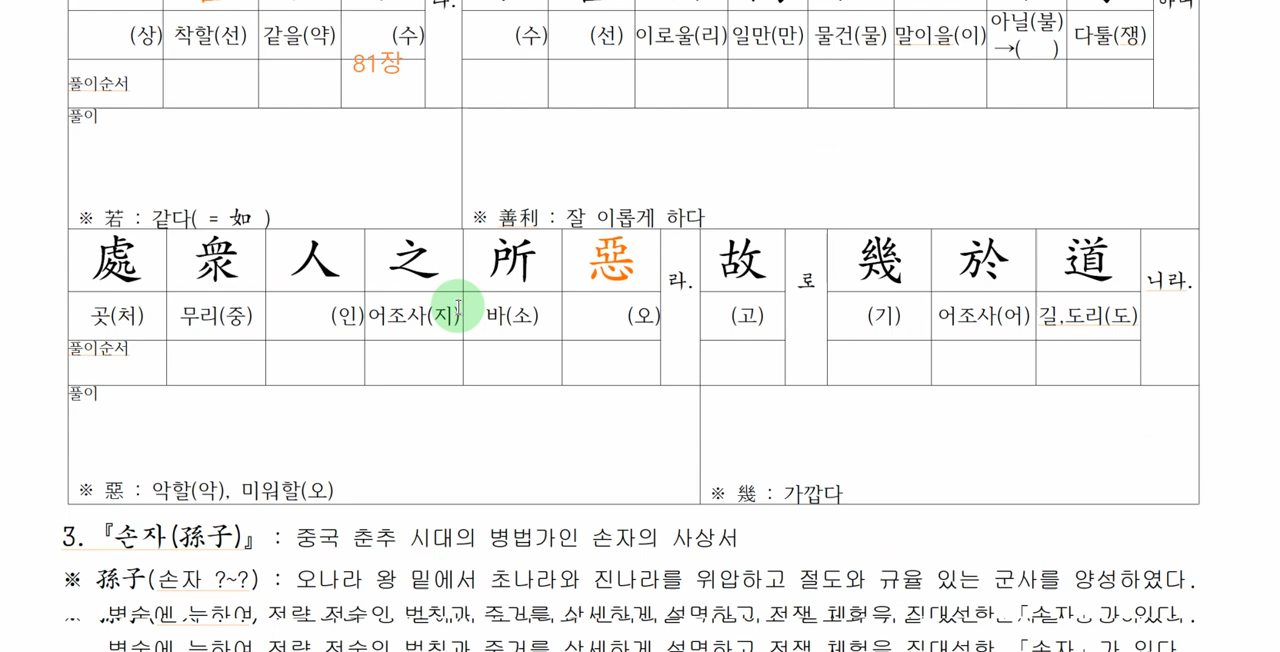 (상) 착할(선) 같을(약) (수) (수) (선) 이로울(리) 일만(만) 물건(물) 말이을(이) 아닐(불) 다툴(쟁)
→( )
81장
풀이순서
풀이
※ 若 : 같다( = 如 ) ※ 善利 : 잘 이롭게 하다
處 衆 人 之 所 惡 라. 故 로 幾 於 道 니라.
곳(처) 무리(중) (인) 어조사(지) 바(소) (오) (고) (기) 어조사(어) 길,도리(도)
풀이순서
풀이
※ 惡 : 악할(악), 미워할(오) ※ 幾 : 가깝다
3. 『손자(孫子)』 : 중국 춘추 시대의 병법가인 손자의 사상서
※ 孫子(손자 ?~?) : 오나라 왕 밑에서 초나라와 진나라를 위압하고 절도와 규율 있는 군사를 양성하였다.
병술에 능하여, 전략 전술의 법칙과 준거를 상세하게 설명하고 전쟁 체험을 집대성한 「손자」가 있다.